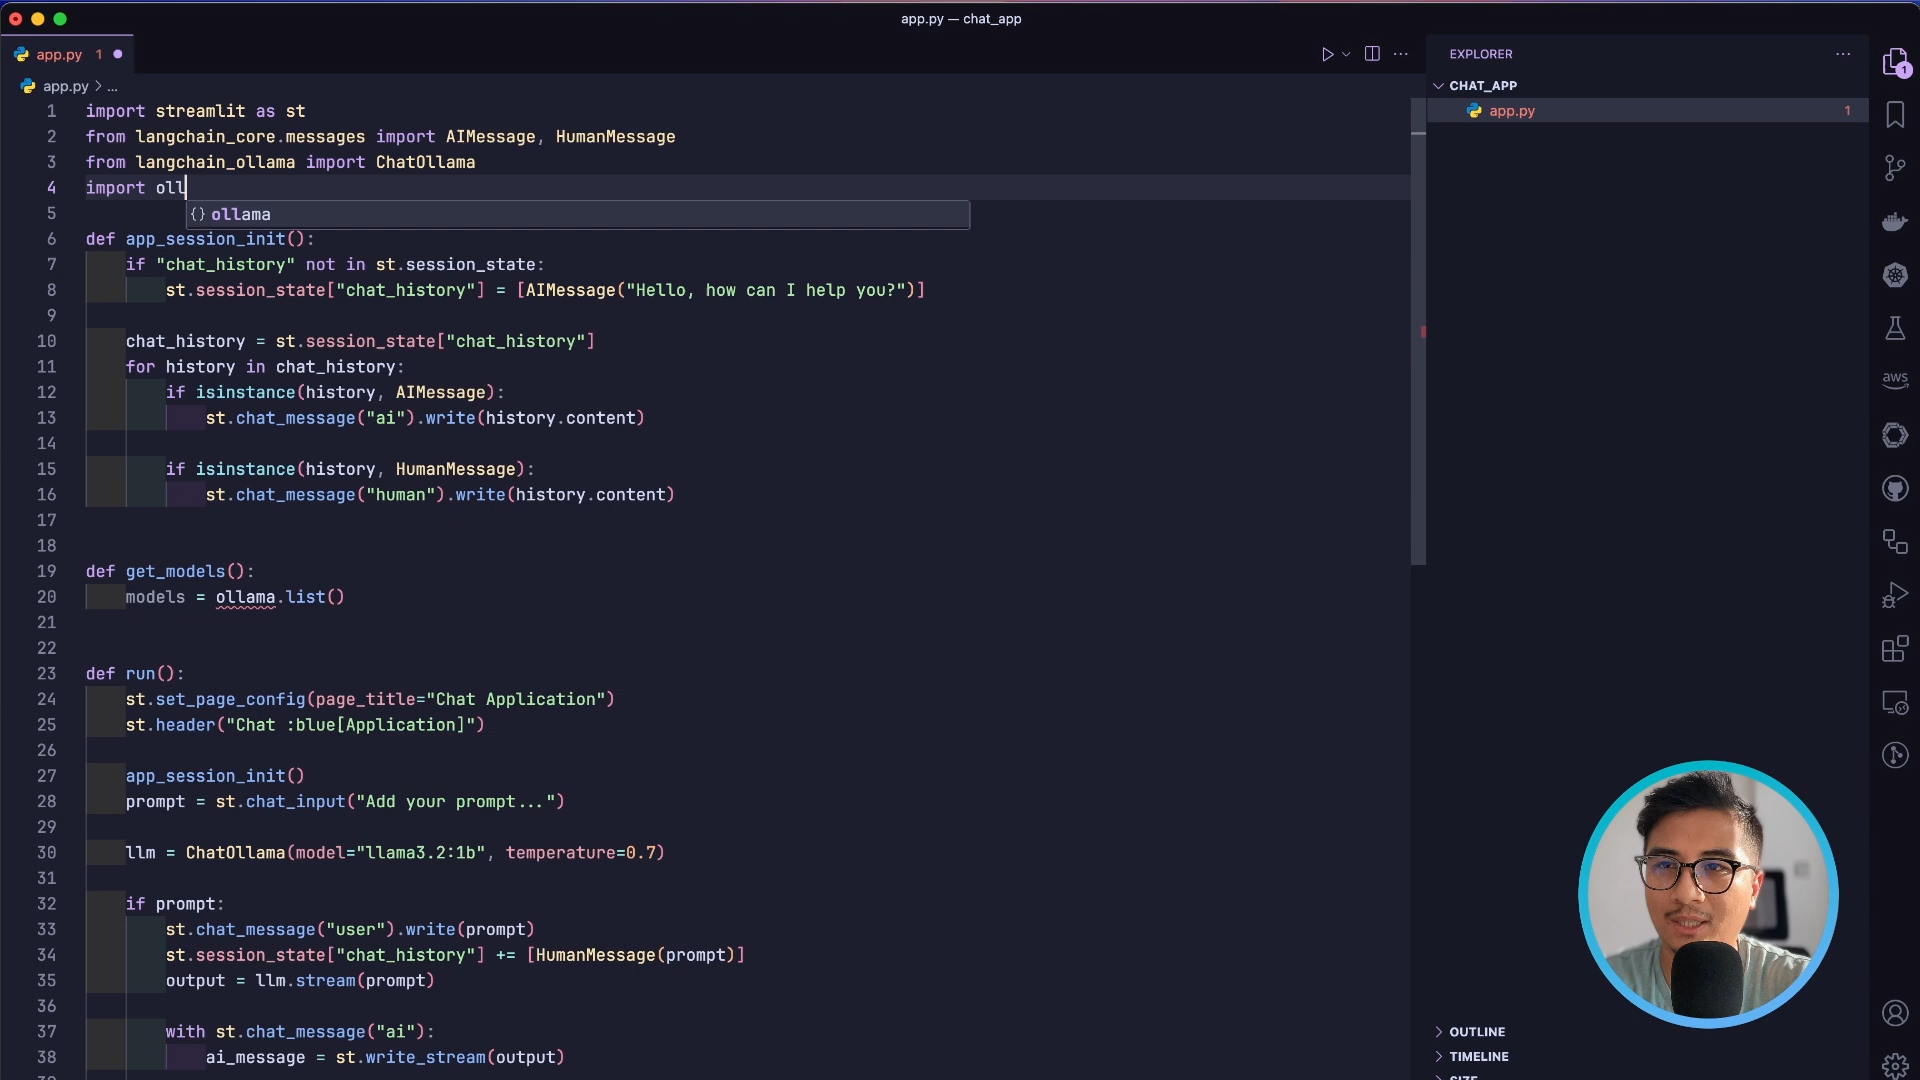 app.py — chat_app
app.py 1
EXPLORER
app.py > ...
CHAT_APP
app.py 1
1 import streamlit as st
2 from langchain_core.messages import AIMessage, HumanMessage
3 from langchain_ollama import ChatOllama
4 import oll
5
{} ollama
6 def app_session_init():
7 if "chat_history" not in st.session_state:
8 st.session_state["chat_history"] = [AIMessage("Hello, how can I help you?")]
9
10 chat_history = st.session_state["chat_history"]
11 for history in chat_history:
12 if isinstance(history, AIMessage):
13 st.chat_message("ai").write(history.content)
14
15 if isinstance(history, HumanMessage):
16 st.chat_message("human").write(history.content)
17
18
19 def get_models():
20 models = ollama.list()
21
22
23 def run():
24 st.set_page_config(page_title="Chat Application")
25 st.header("Chat :blue[Application]")
26
27 app_session_init()
28 prompt = st.chat_input("Add your prompt...")
29
30 llm = ChatOllama(model="llama3.2:1b", temperature=0.7)
31
32 if prompt:
33 st.chat_message("user").write(prompt)
34 st.session_state["chat_history"] += [HumanMessage(prompt)]
35 output = llm.stream(prompt)
36
37 with st.chat_message("ai"):
38 ai_message = st.write_stream(output)
1
aws
OUTLINE
TIMELINE